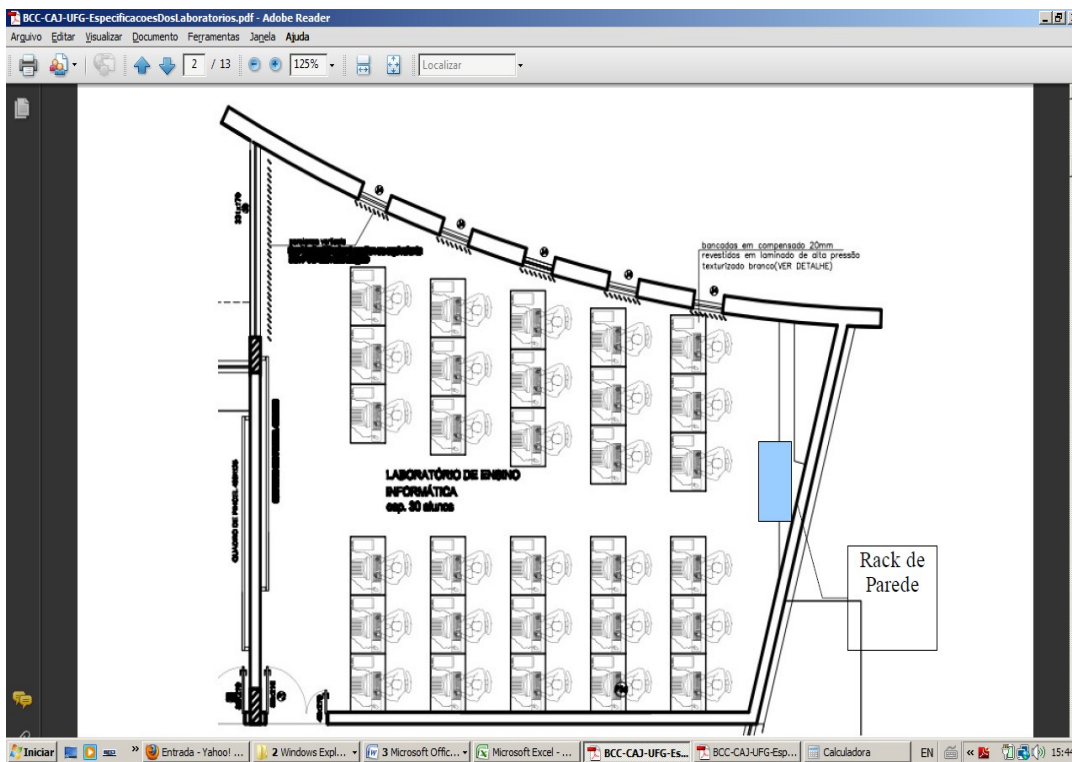 BCC-CAJ-UFG-EspecificacoesDosLaboratorios.pdf - Adobe Reader
Arquivo Editar Visualizar Documento Ferramentas Janela Ajuda
2 / 13 125% Localizar
bancadas em compensado 20mm
revestidos em laminado de alta pressão
texturizado branco(VER DETALHE)
LABORATÓRIO DE ENSINO
INFORMÁTICA
cap. 30 alunos
Rack de
Parede
Iniciar » Entrada - Yahoo! ... 2 Windows Expl... 3 Microsoft Offic... Microsoft Excel - ... BCC-CAJ-UFG-Es... BCC-CAJ-UFG-Esp... Calculadora EN « 15:44